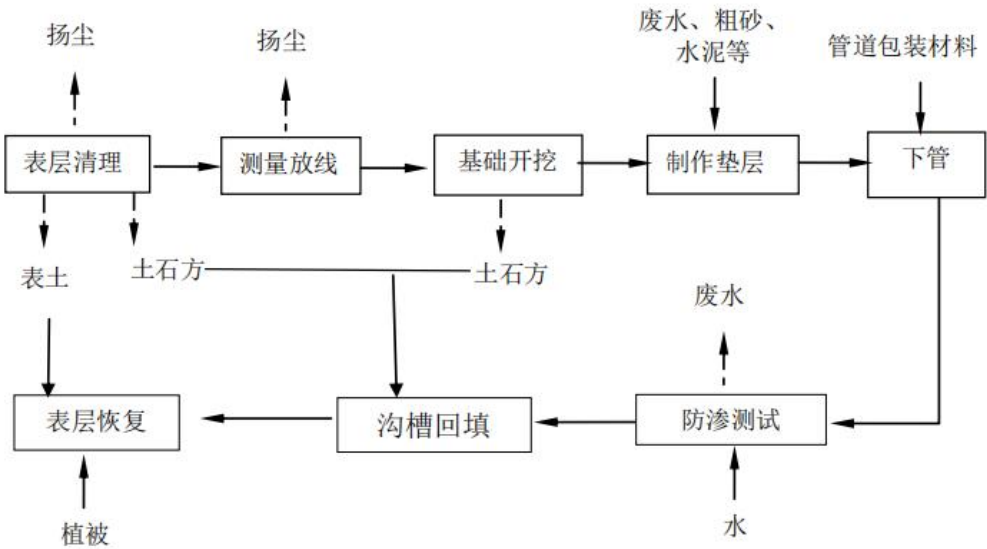 扬尘
扬尘
废水、粗砂、
水泥等
管道包装材料
表层清理
测量放线
基础开挖
制作垫层
下管
表土
土石方
土石方
废水
表层恢复
沟槽回填
防渗测试
植被
水